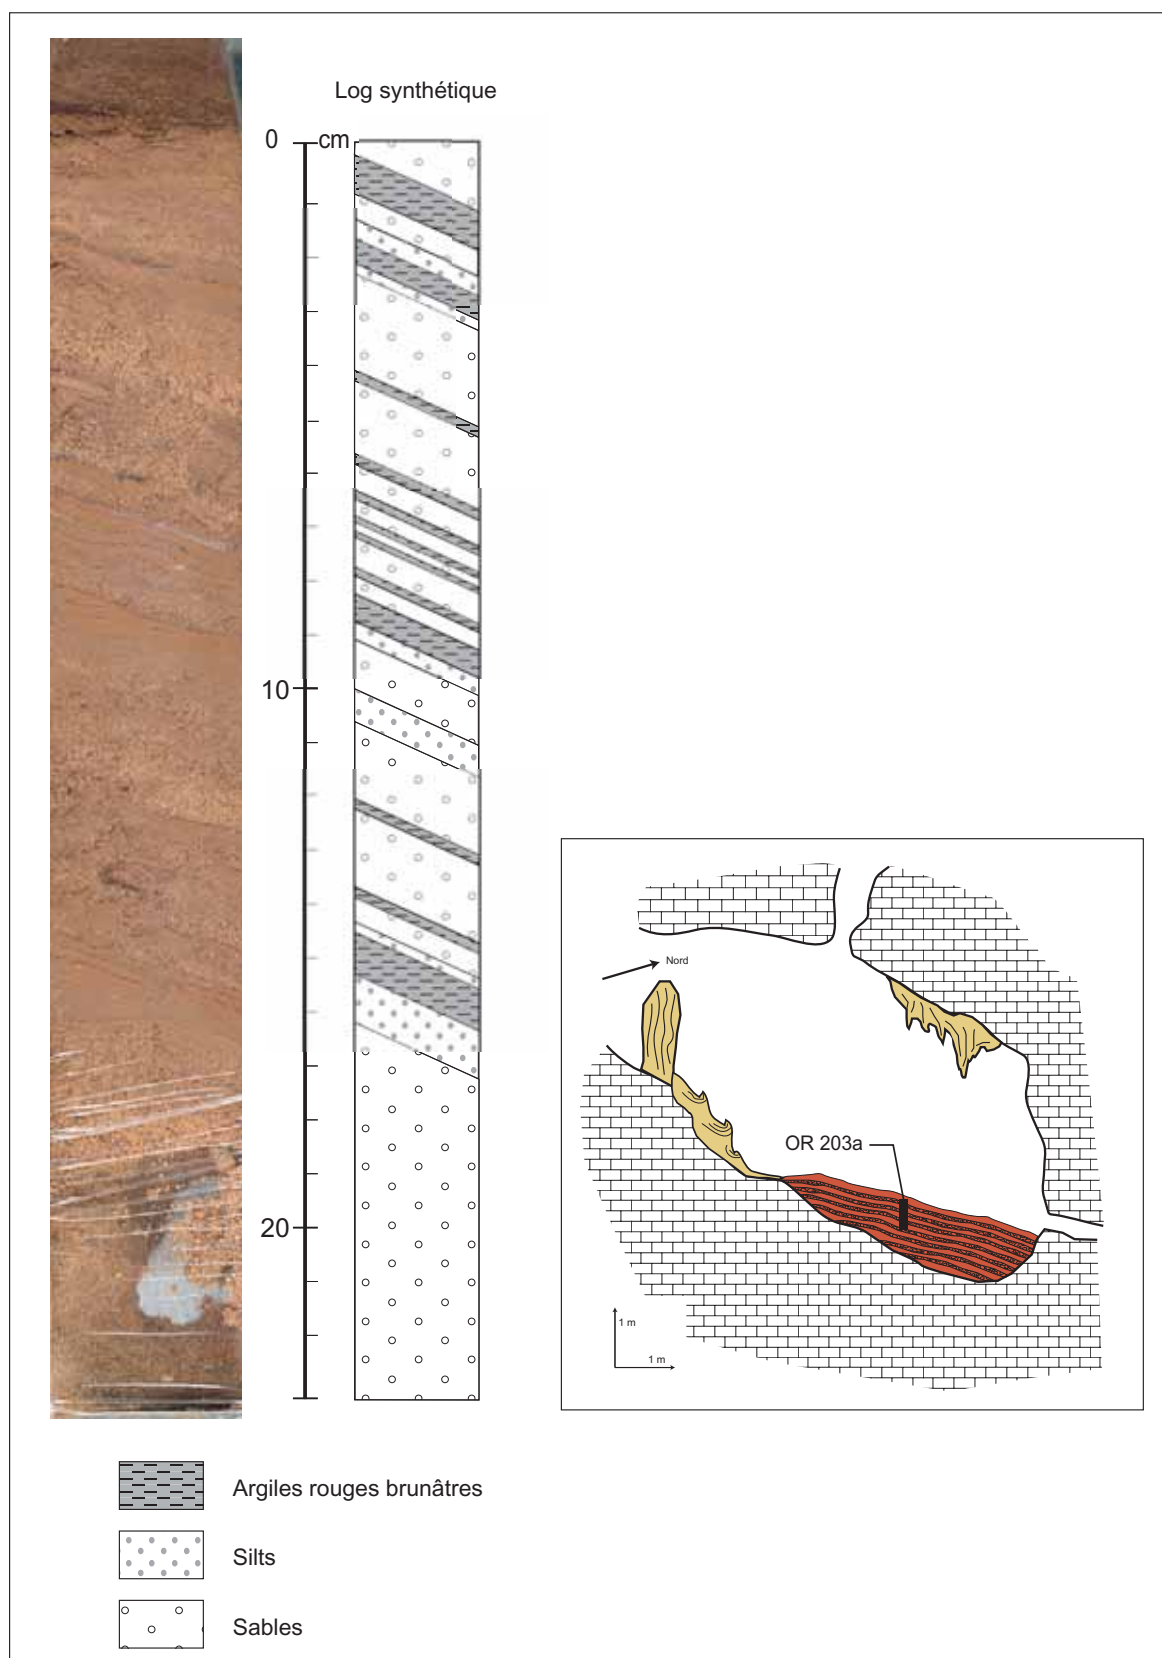 Log synthétique
0
cm
10
20
Nord
OR 203a
1 m
1 m
Argiles rouges brunâtres
Silts
Sables